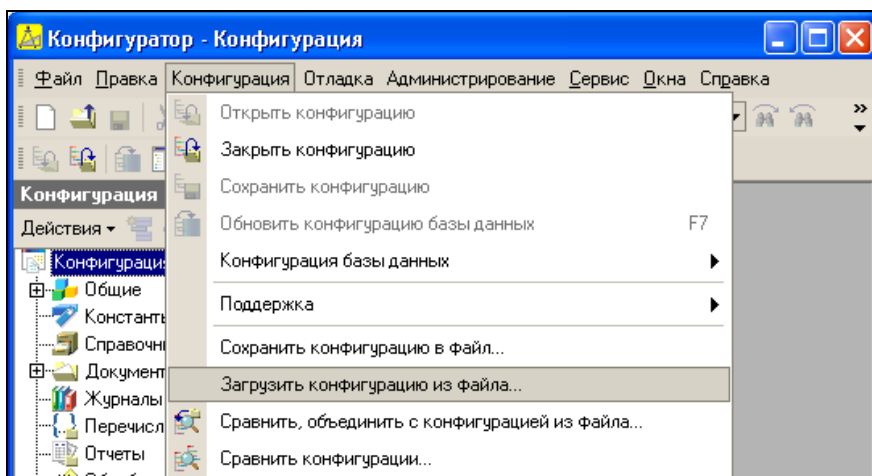 Конфигуратор - Конфигурация
Файл Правка Конфигурация Отладка Администрирование Сервис Окна Справка
Открыть конфигурацию
Закрыть конфигурацию
Сохранить конфигурацию
Конфигурация
Обновить конфигурацию базы данных F7
Действия
Конфигурация базы данных
Общие
Поддержка
Сохранить конфигурацию в файл...
Загрузить конфигурацию из файла...
Журналы
Сравнить, объединить с конфигурацией из файла...
Отчеты
Сравнить конфигурации...